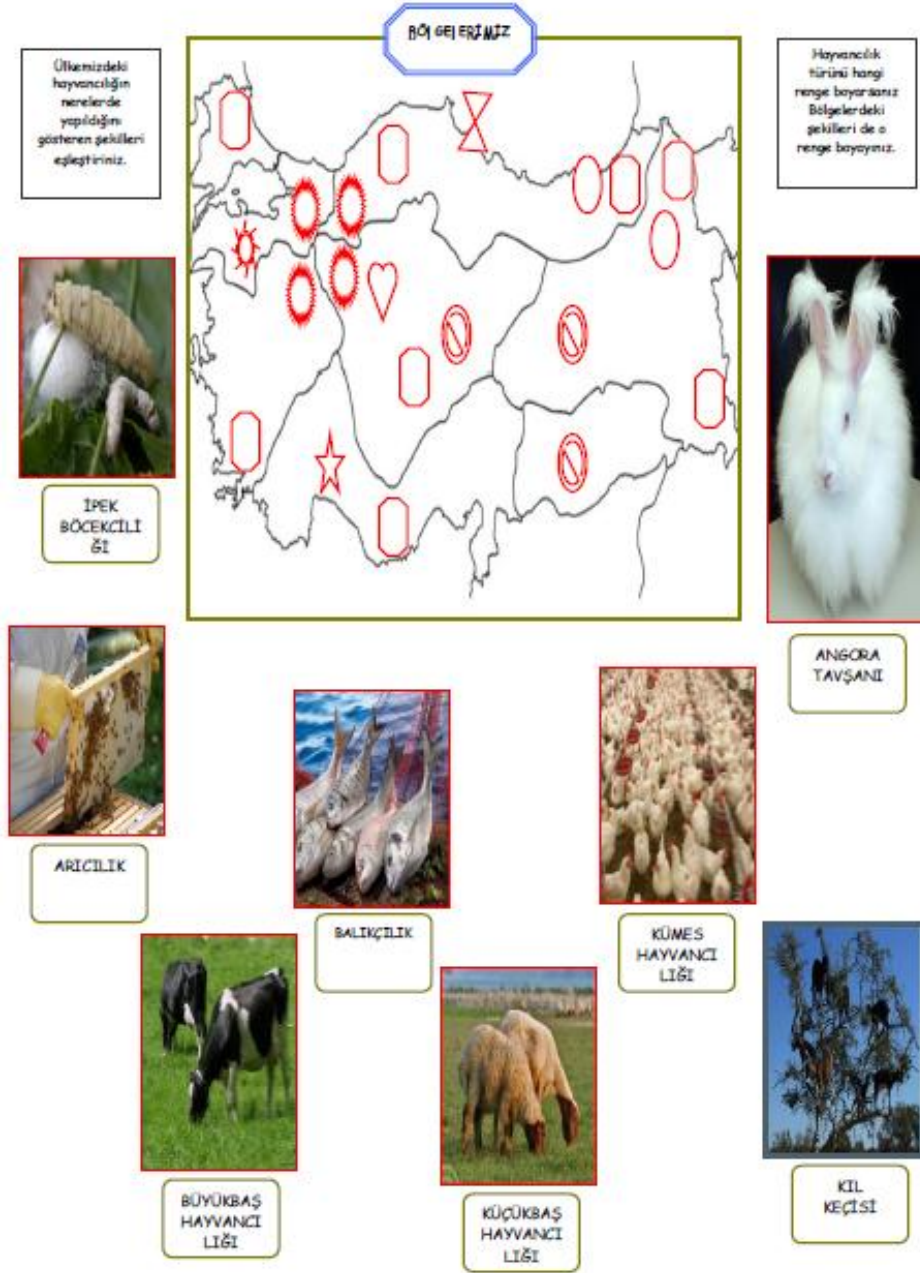 BÖLGELERİMİZ
Ülkemizdeki
hayvancılığın
nerelerde
yapıldığını
gösteren şekilleri
eşleştiriniz.
Hayvancılık
türünü hangi
renge boyarsanız
Bölgelerdeki
şekilleri de o
renge boyayınız.
İPEK
BÖCEKCİLİ
Ğİ
ANGORA
TAVŞANI
ARICILIK
BALIKÇILIK
KÜMES
HAYVANCI
LIĞI
BÜYÜKBAŞ
HAYVANCI
LIĞI
KÜÇÜKBAŞ
HAYVANCI
LIĞI
KIL
KEÇİSİ